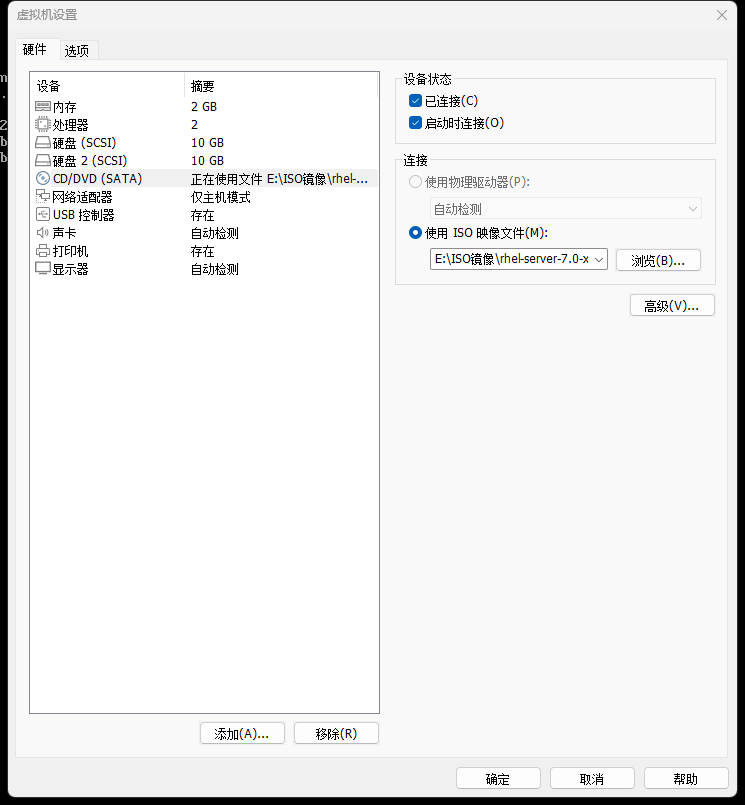 虚拟机设置
硬件 选项
设备 摘要
内存 2 GB
处理器 2
硬盘 (SCSI) 10 GB
硬盘 2 (SCSI) 10 GB
CD/DVD (SATA) 正在使用文件 E:\ISO镜像\rhel-...
网络适配器 仅主机模式
USB 控制器 存在
声卡 自动检测
打印机 存在
显示器 自动检测
添加(A)... 移除(R)
设备状态
已连接(C)
启动时连接(O)
连接
使用物理驱动器(P):
自动检测
使用 ISO 映像文件(M):
E:\ISO镜像\rhel-server-7.0-x 浏览(B)...
高级(V)...
确定 取消 帮助